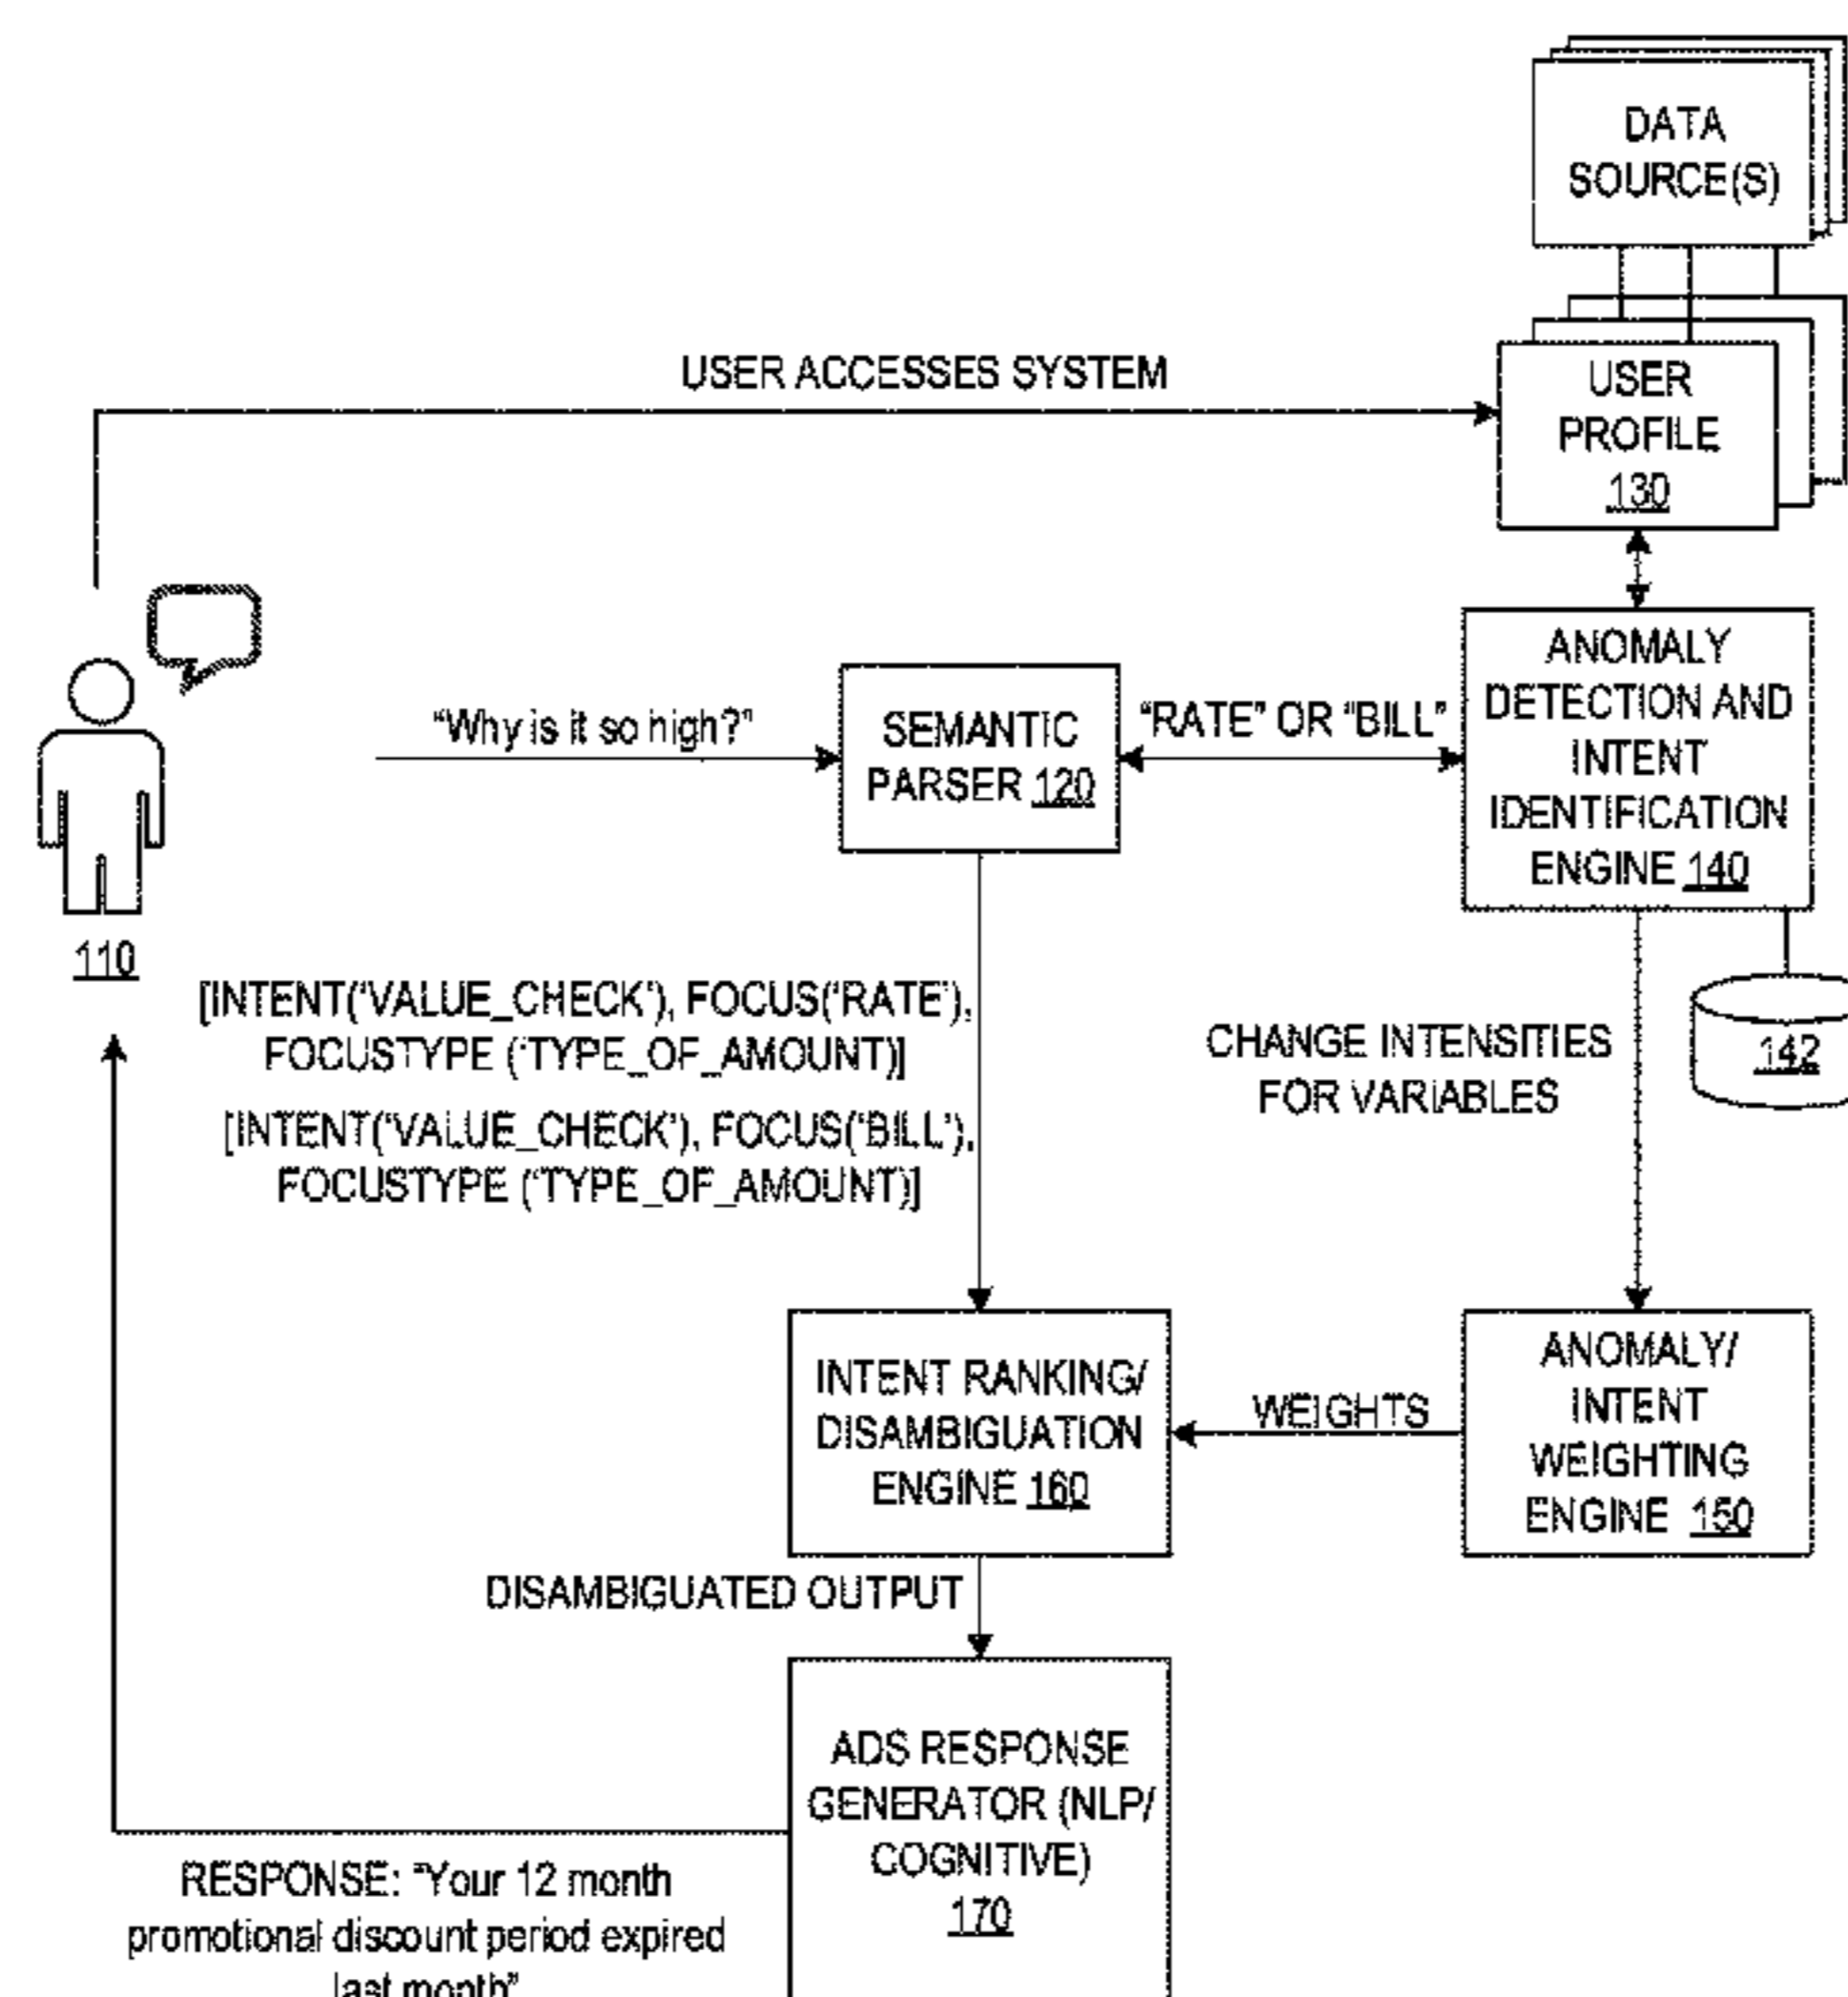 DATA
SOURCE(S)
USER ACCESSES SYSTEM
USER
PROFILE
130
"Why is it so high?"
SEMANTIC
PARSER 120
"RATE" OR "BILL"
ANOMALY
DETECTION AND
INTENT
IDENTIFICATION
ENGINE 140
110
142
[INTENT('VALUE_CHECK'), FOCUS('RATE'),
FOCUSTYPE ('TYPE_OF_AMOUNT)]
[INTENT('VALUE_CHECK'), FOCUS('BILL'),
FOCUSTYPE ('TYPE_OF_AMOUNT)]
CHANGE INTENSITIES
FOR VARIABLES
INTENT RANKING/
DISAMBIGUATION
ENGINE 160
WEIGHTS
ANOMALY/
INTENT
WEIGHTING
ENGINE 150
DISAMBIGUATED OUTPUT
ADS RESPONSE
GENERATOR (NLP/
COGNITIVE)
170
RESPONSE: "Your 12 month
promotional discount period expired
last month"